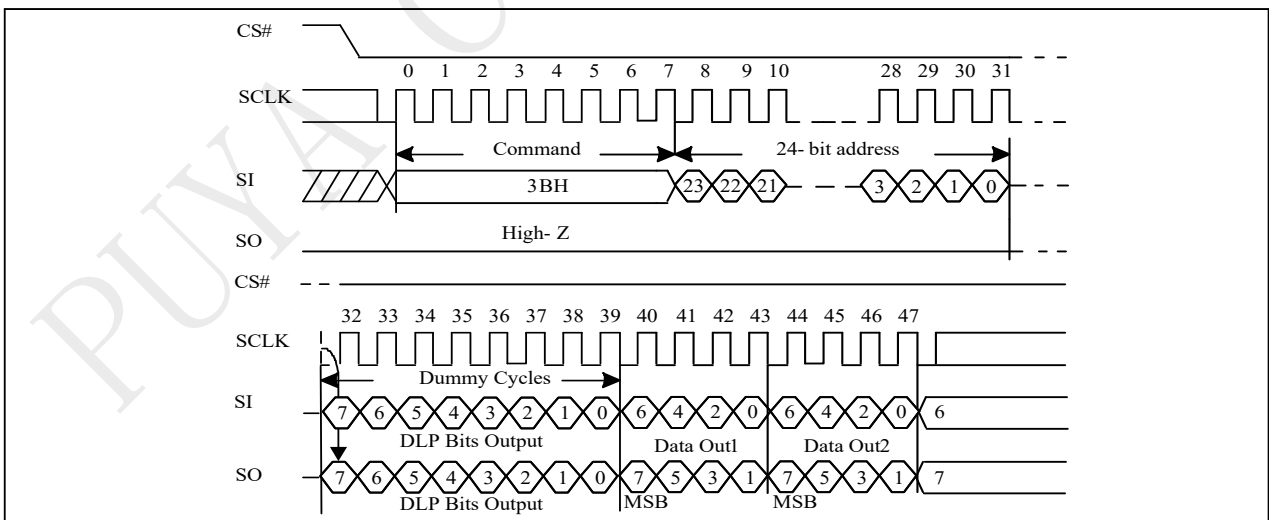 CS#
0 1 2 3 4 5 6 7 8 9 10 28 29 30 31
SCLK
Command 24- bit address
SI 3BH 23 22 21 3 2 1 0
SO High- Z
CS#
32 33 34 35 36 37 38 39 40 41 42 43 44 45 46 47
SCLK
Dummy Cycles
SI 7 6 5 4 3 2 1 0 6 4 2 0 6 4 2 0 6
DLP Bits Output Data Out1 Data Out2
SO 7 6 5 4 3 2 1 0 7 5 3 1 7 5 3 1 7
DLP Bits Output MSB MSB
PUYA